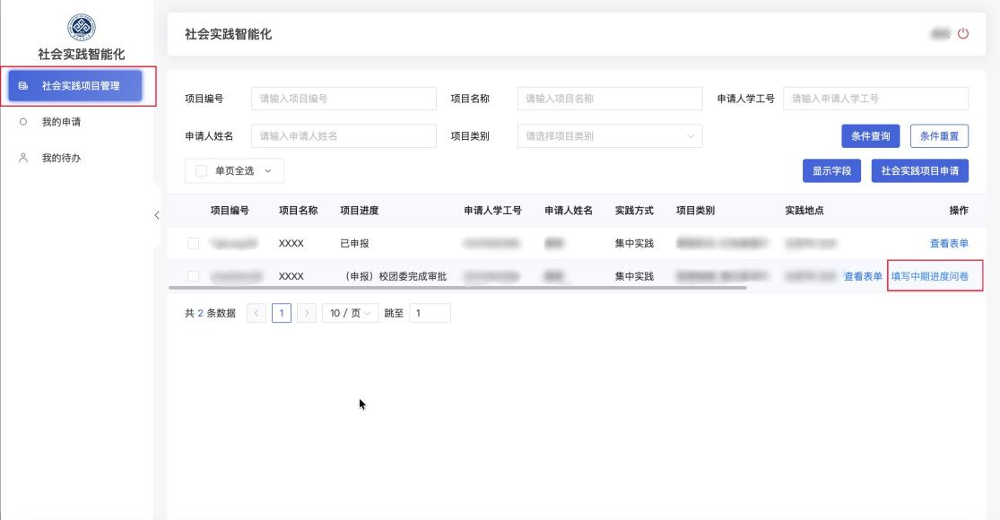 社会实践智能化
社会实践项目管理
我的申请
我的待办
社会实践智能化
项目编号 请输入项目编号 项目名称 请输入项目名称 申请人学工号 请输入申请人学工号
申请人姓名 请输入申请人姓名 项目类别 请选择项目类别 条件查询 条件重置
单页全选 显示字段 社会实践项目申请
项目编号 项目名称 项目进度 申请人学工号 申请人姓名 实践方式 项目类别 实践地点 操作
XXXX 已申报 集中实践 查看表单
XXXX （申报）校团委完成审批 集中实践 查看表单 填写中期进度问卷
共 2 条数据 < 1 > 10 / 页 跳至 1